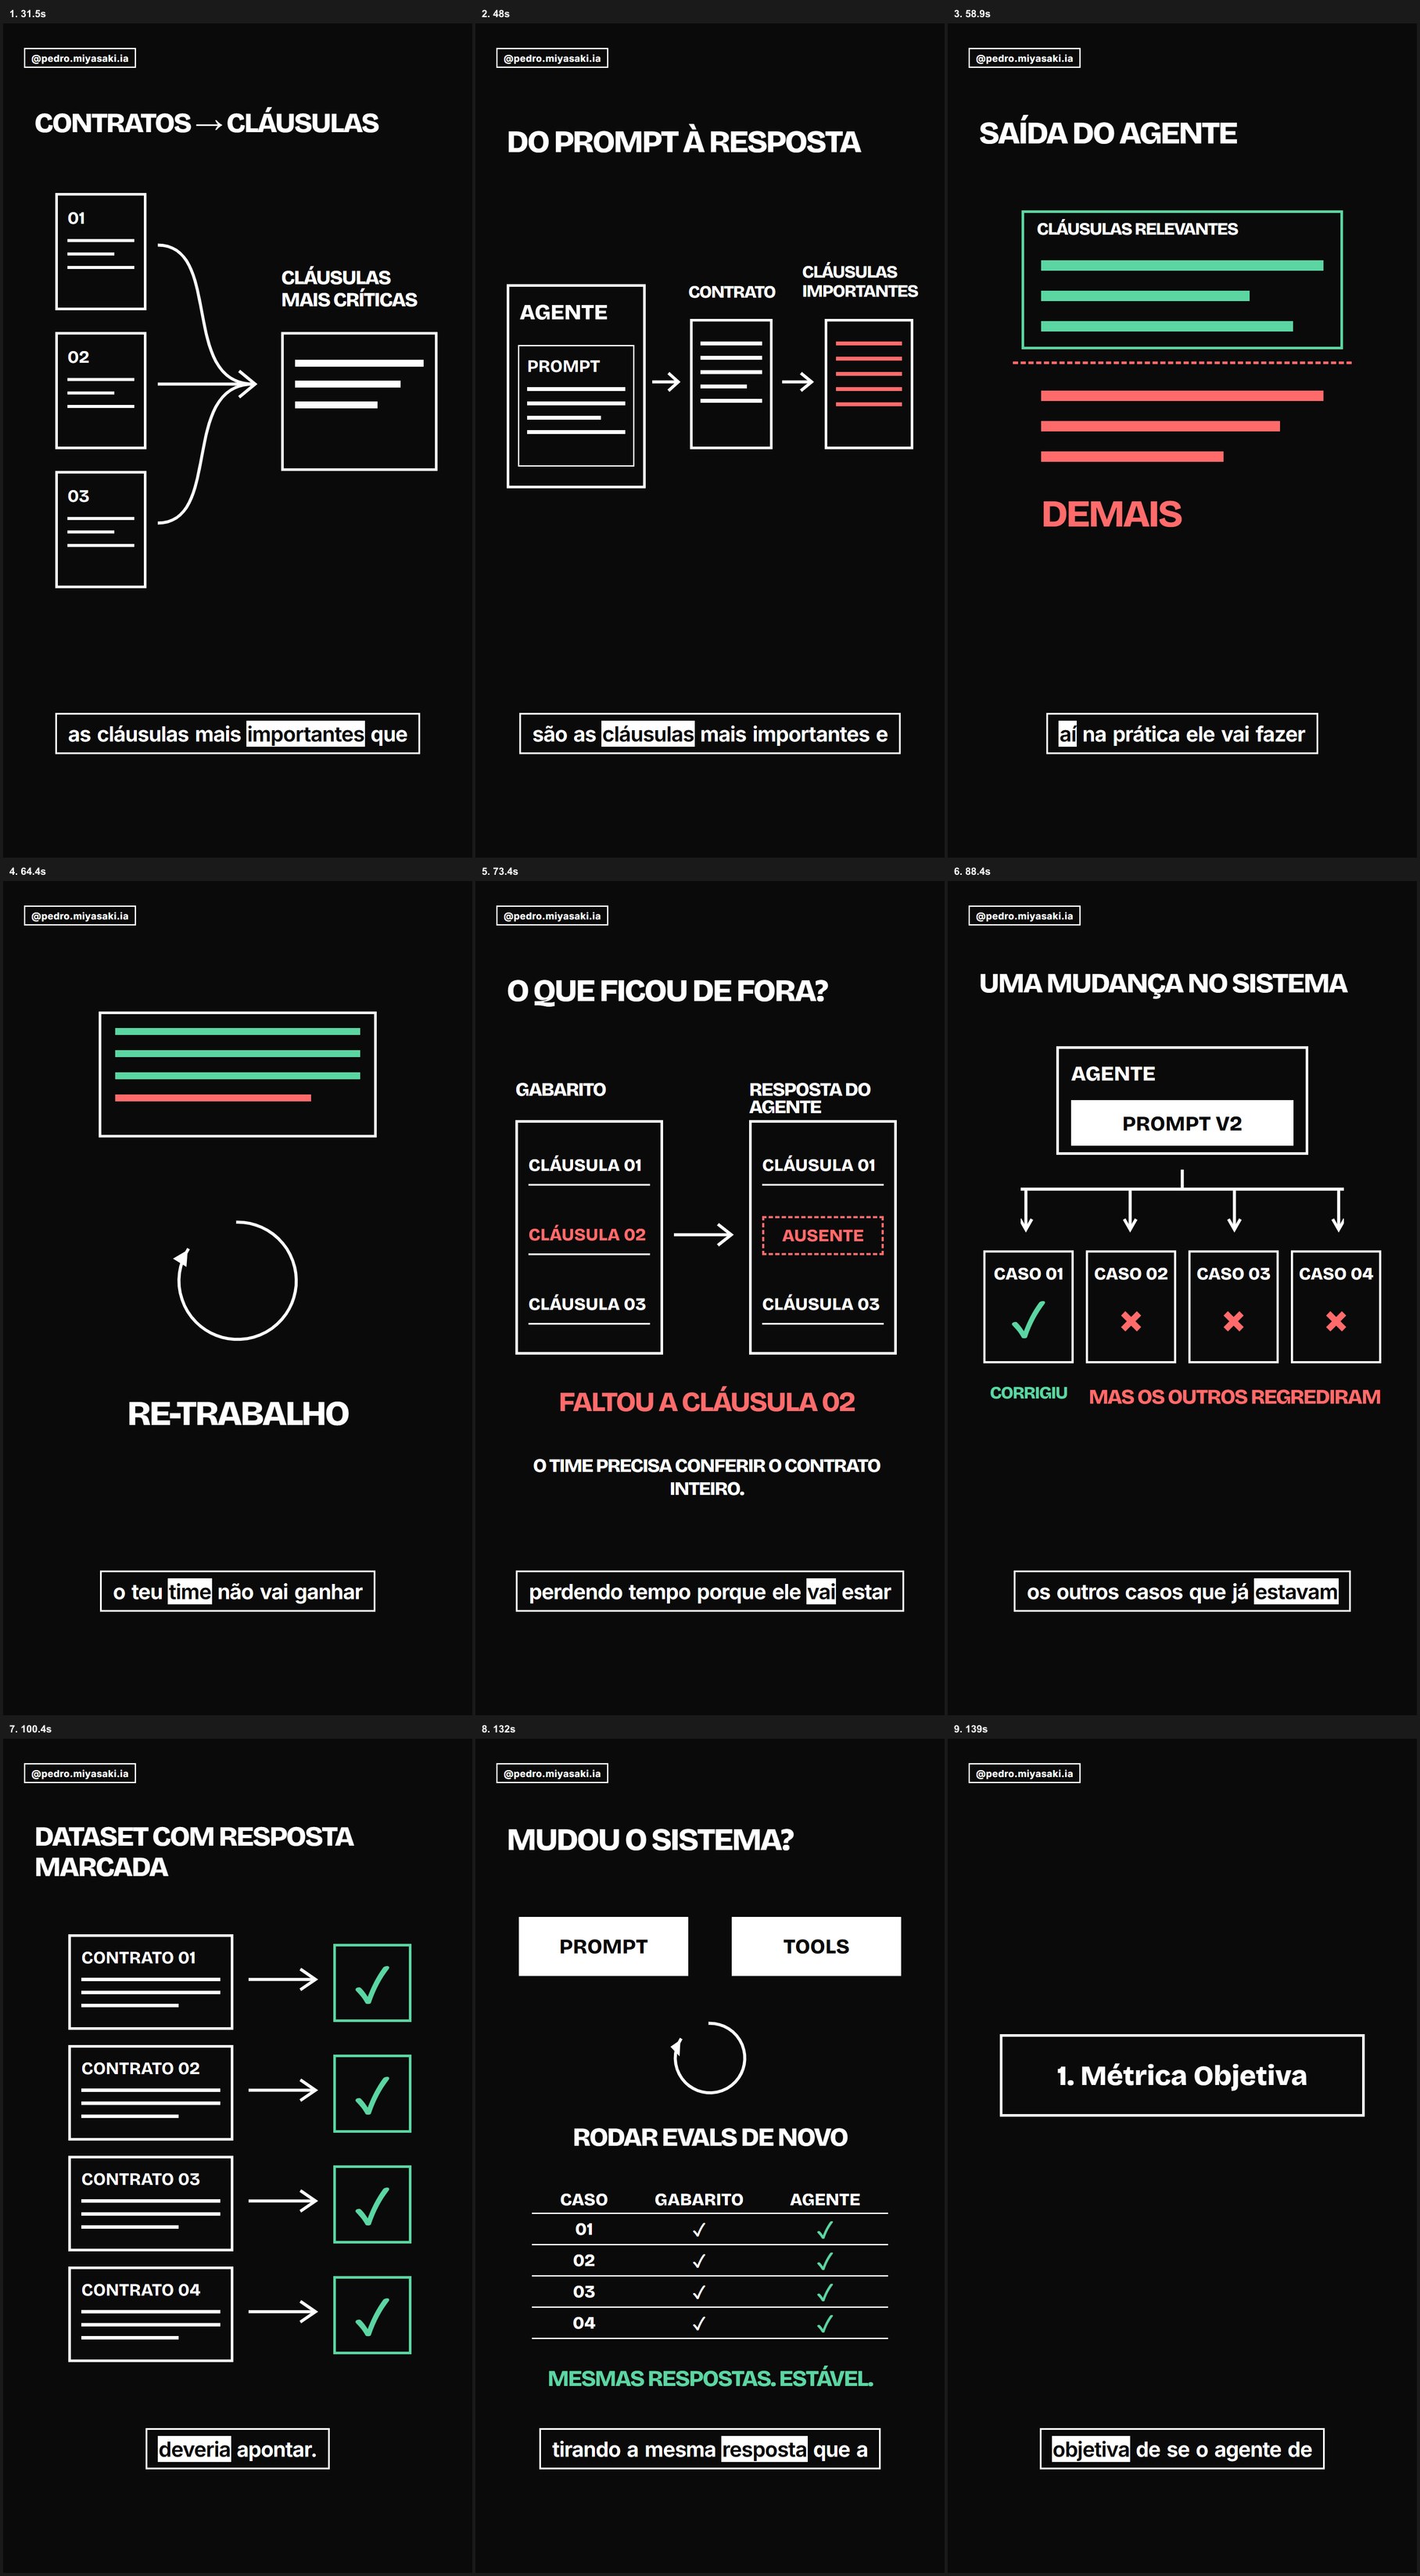 1. 31.5s
@pedro.miyasaki.ia
CONTRATOS → CLÁUSULAS
01
02
03
CLÁUSULAS
MAIS CRÍTICAS
as cláusulas mais importantes que
2. 48s
@pedro.miyasaki.ia
DO PROMPT À RESPOSTA
AGENTE
PROMPT
CONTRATO
CLÁUSULAS
IMPORTANTES
são as cláusulas mais importantes e
3. 58.9s
@pedro.miyasaki.ia
SAÍDA DO AGENTE
CLÁUSULAS RELEVANTES
DEMAIS
aí na prática ele vai fazer
4. 64.4s
@pedro.miyasaki.ia
RE-TRABALHO
o teu time não vai ganhar
5. 73.4s
@pedro.miyasaki.ia
O QUE FICOU DE FORA?
GABARITO
CLÁUSULA 01
CLÁUSULA 02
CLÁUSULA 03
RESPOSTA DO
AGENTE
CLÁUSULA 01
AUSENTE
CLÁUSULA 03
FALTOU A CLÁUSULA 02
O TIME PRECISA CONFERIR O CONTRATO
INTEIRO.
perdendo tempo porque ele vai estar
6. 88.4s
@pedro.miyasaki.ia
UMA MUDANÇA NO SISTEMA
AGENTE
PROMPT V2
CASO 01 CASO 02 CASO 03 CASO 04
✓ ✖ ✖ ✖
CORRIGIU MAS OS OUTROS REGREDIRAM
os outros casos que já estavam
7. 100.4s
@pedro.miyasaki.ia
DATASET COM RESPOSTA
MARCADA
CONTRATO 01 → ✓
CONTRATO 02 → ✓
CONTRATO 03 → ✓
CONTRATO 04 → ✓
deveria apontar.
8. 132s
@pedro.miyasaki.ia
MUDOU O SISTEMA?
PROMPT TOOLS
RODAR EVALS DE NOVO
CASO GABARITO AGENTE
01 ✓ ✓
02 ✓ ✓
03 ✓ ✓
04 ✓ ✓
MESMAS RESPOSTAS. ESTÁVEL.
tirando a mesma resposta que a
9. 139s
@pedro.miyasaki.ia
1. Métrica Objetiva
objetiva de se o agente de